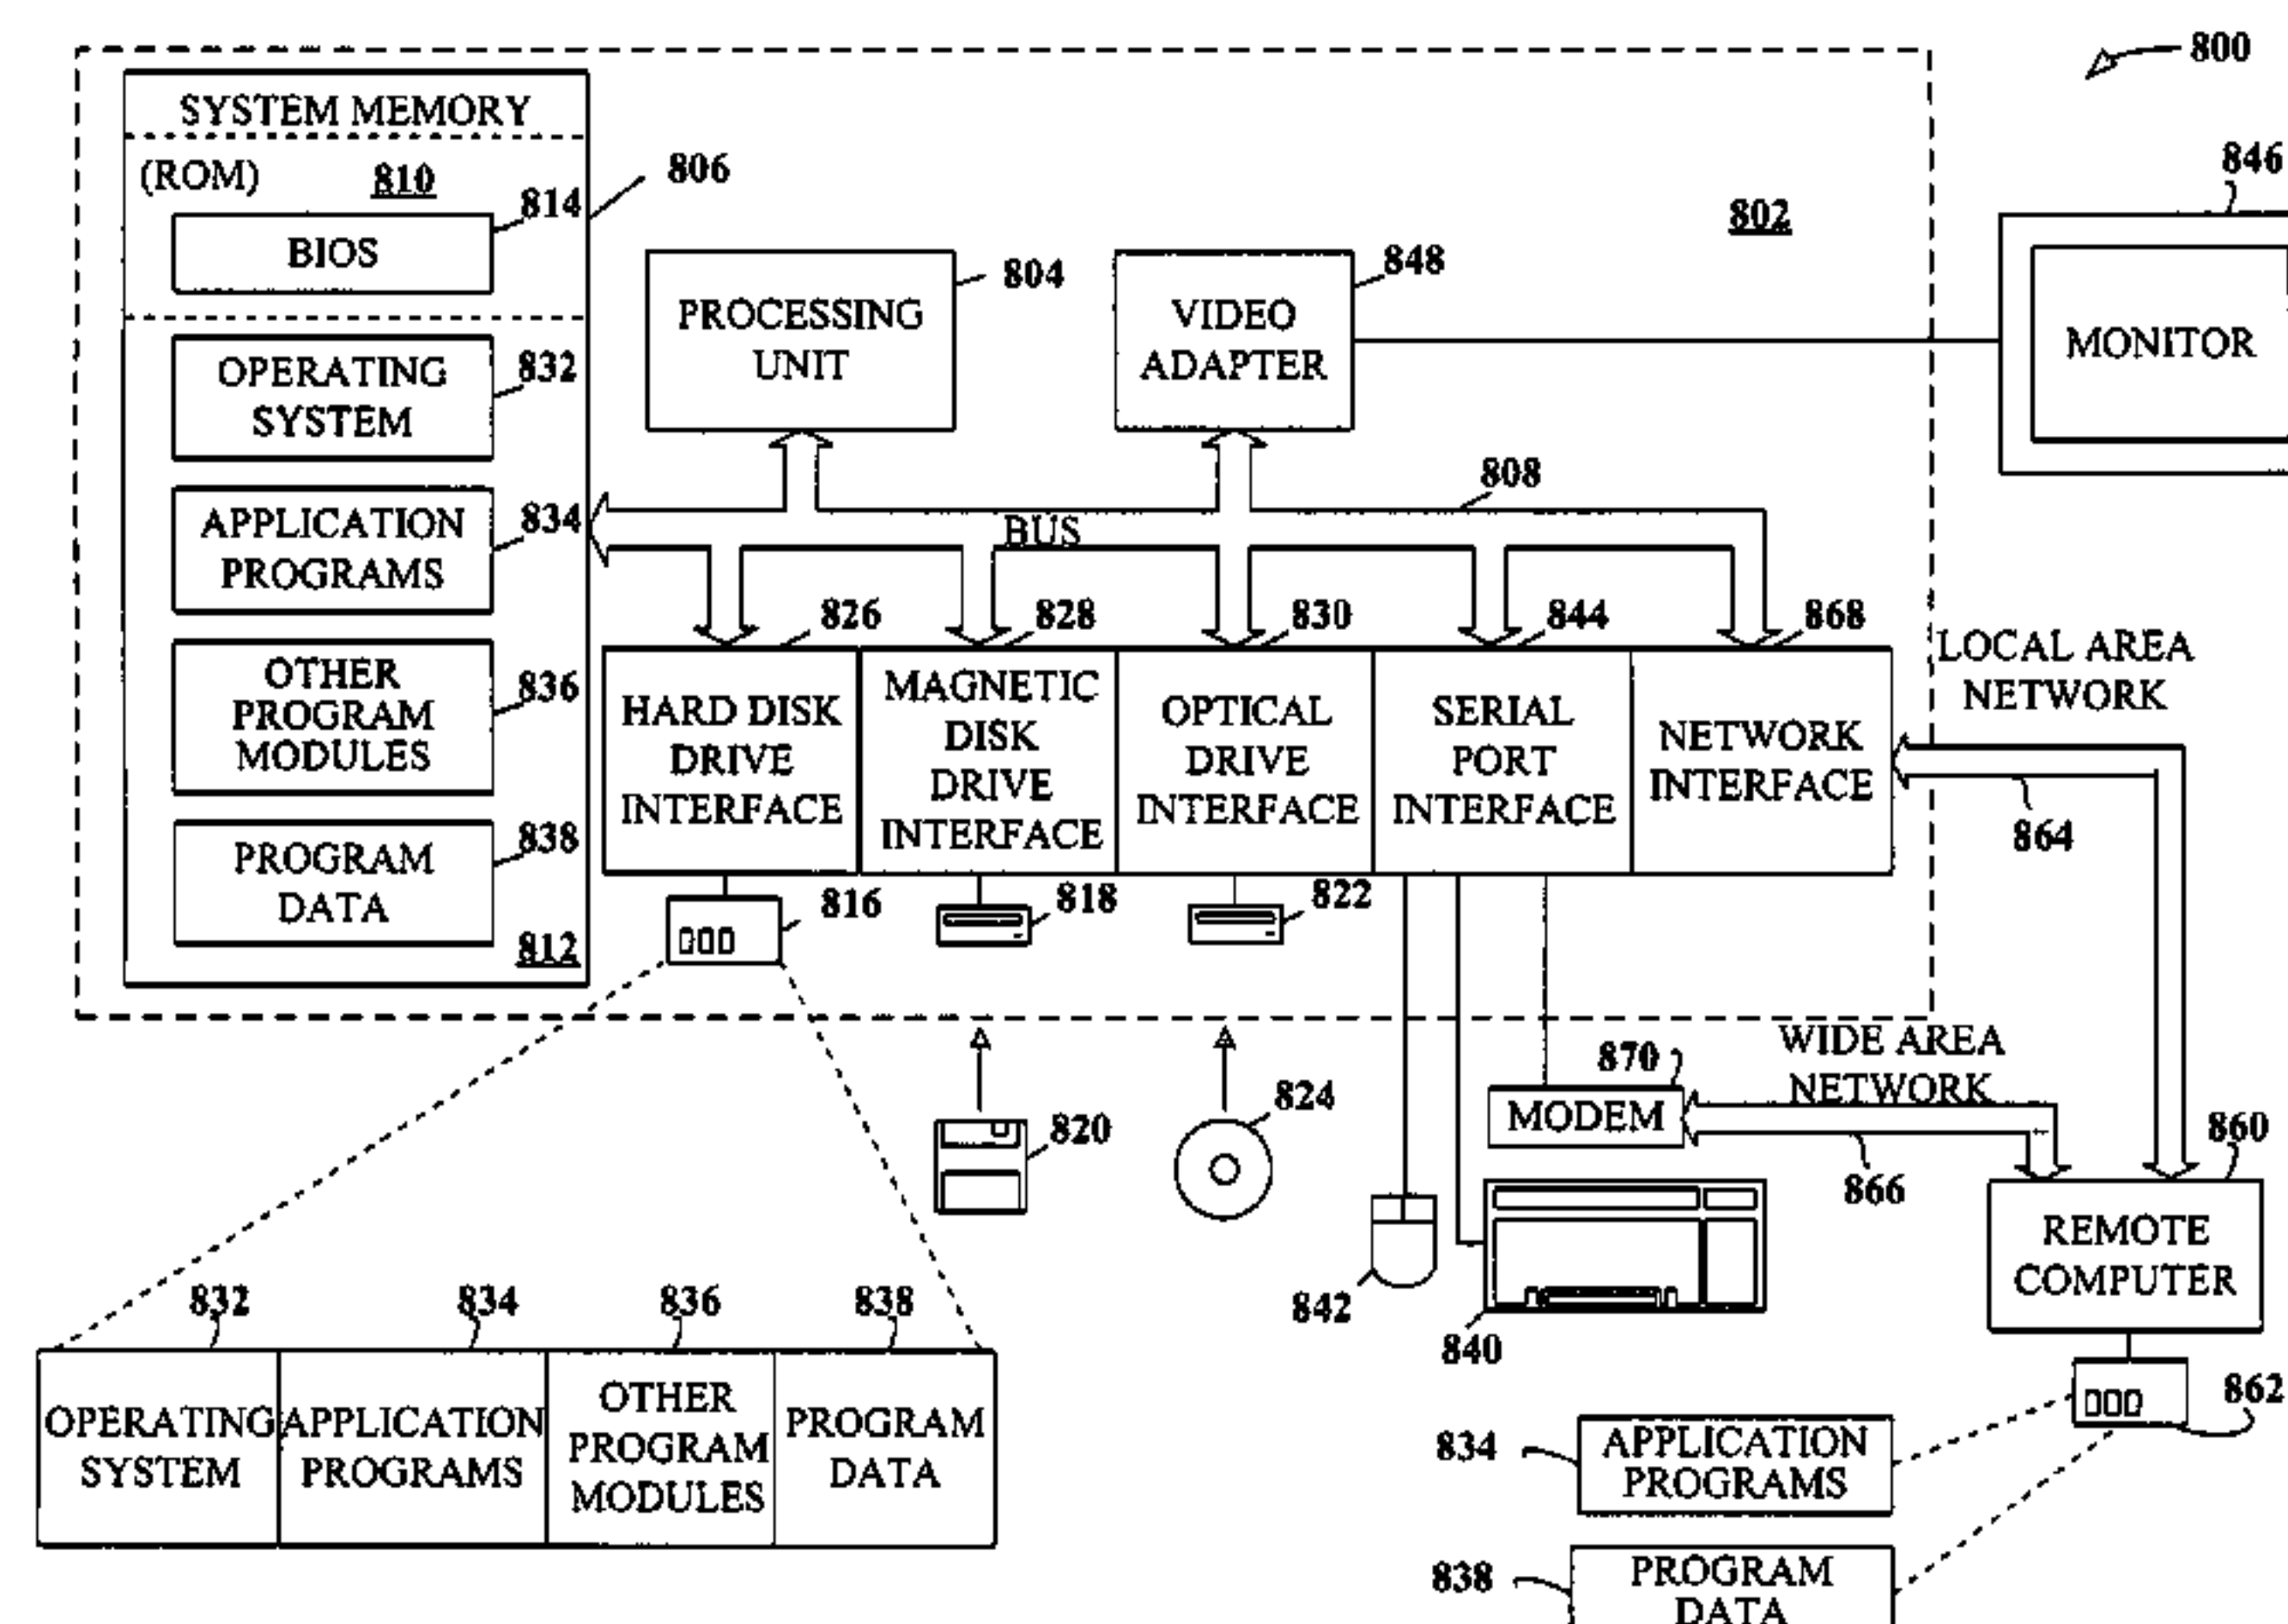 800
SYSTEM MEMORY
(ROM)
810
806
814
BIOS
802
846
MONITOR
PROCESSING
UNIT
804
VIDEO
ADAPTER
848
OPERATING
SYSTEM
832
APPLICATION
PROGRAMS
834
808
BUS
OTHER
PROGRAM
MODULES
836
PROGRAM
DATA
838
812
826
828
830
844
868
HARD DISK
DRIVE
INTERFACE
MAGNETIC
DISK
DRIVE
INTERFACE
OPTICAL
DRIVE
INTERFACE
SERIAL
PORT
INTERFACE
NETWORK
INTERFACE
LOCAL AREA
NETWORK
864
816
818
822
820
824
870
MODEM
WIDE AREA
NETWORK
866
860
REMOTE
COMPUTER
842
840
862
832
834
836
838
OPERATING
SYSTEM
APPLICATION
PROGRAMS
OTHER
PROGRAM
MODULES
PROGRAM
DATA
834
APPLICATION
PROGRAMS
838
PROGRAM
DATA